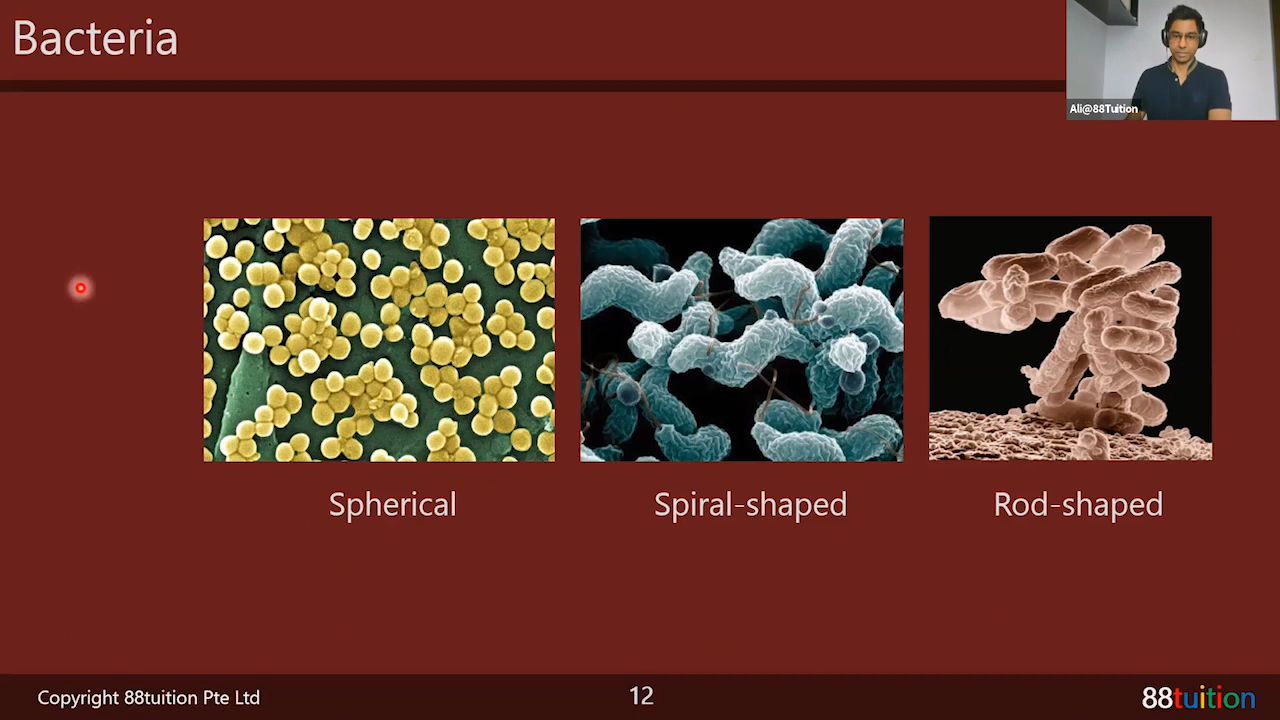 Bacteria
Ali@88Tuition
Spherical
Spiral-shaped
Rod-shaped
Copyright 88tuition Pte Ltd
12
88tuition